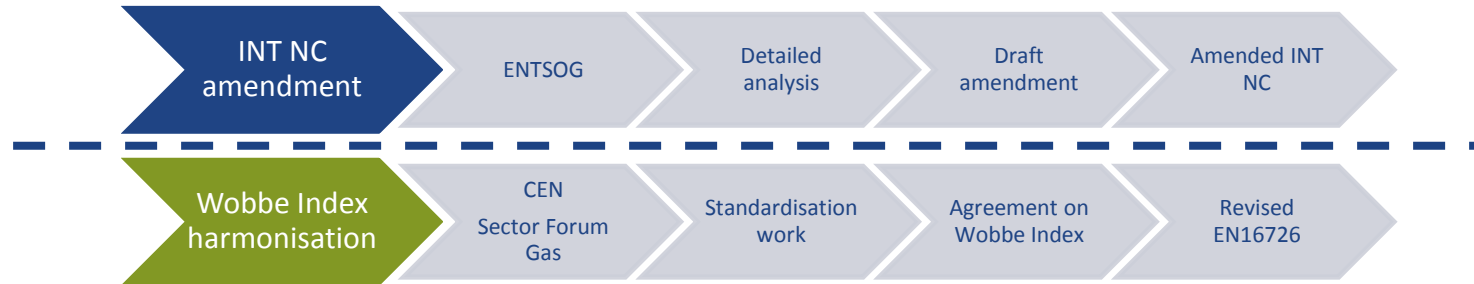 INT NC
amendment
ENTSOG
Detailed
analysis
Draft
amendment
Amended INT
NC
Wobbe Index
harmonisation
CEN
Sector Forum
Gas
Standardisation
work
Agreement on
Wobbe Index
Revised
EN16726